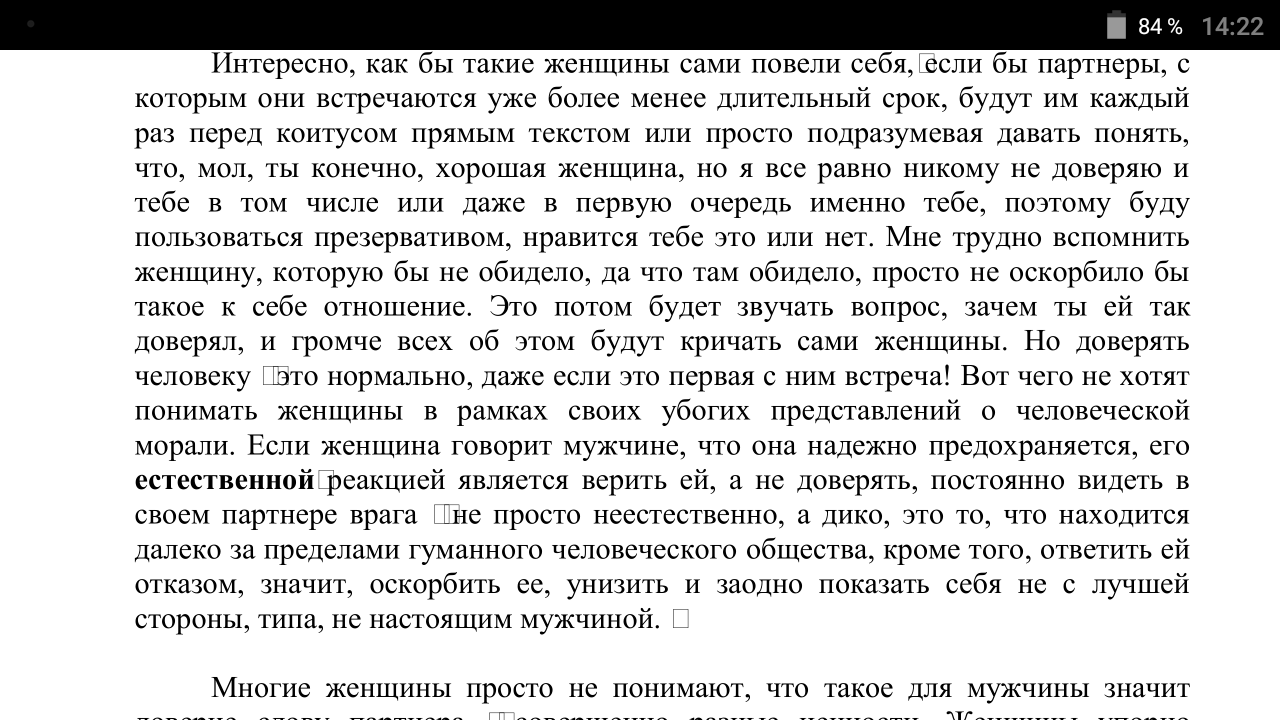 84 % 14:22
Интересно, как бы такие женщины сами повели себя, если бы партнеры, с
которым они встречаются уже более менее длительный срок, будут им каждый
раз перед коитусом прямым текстом или просто подразумевая давать понять,
что, мол, ты конечно, хорошая женщина, но я все равно никому не доверяю и
тебе в том числе или даже в первую очередь именно тебе, поэтому буду
пользоваться презервативом, нравится тебе это или нет. Мне трудно вспомнить
женщину, которую бы не обидело, да что там обидело, просто не оскорбило бы
такое к себе отношение. Это потом будет звучать вопрос, зачем ты ей так
доверял, и громче всех об этом будут кричать сами женщины. Но доверять
человеку это нормально, даже если это первая с ним встреча! Вот чего не хотят
понимать женщины в рамках своих убогих представлений о человеческой
морали. Если женщина говорит мужчине, что она надежно предохраняется, его
естественной реакцией является верить ей, а не доверять, постоянно видеть в
своем партнере врага не просто неестественно, а дико, это то, что находится
далеко за пределами гуманного человеческого общества, кроме того, ответить ей
отказом, значит, оскорбить ее, унизить и заодно показать себя не с лучшей
стороны, типа, не настоящим мужчиной.
Многие женщины просто не понимают, что такое для мужчины значит
доверие слову партнера совершенно разные ценности. Женщины упорно